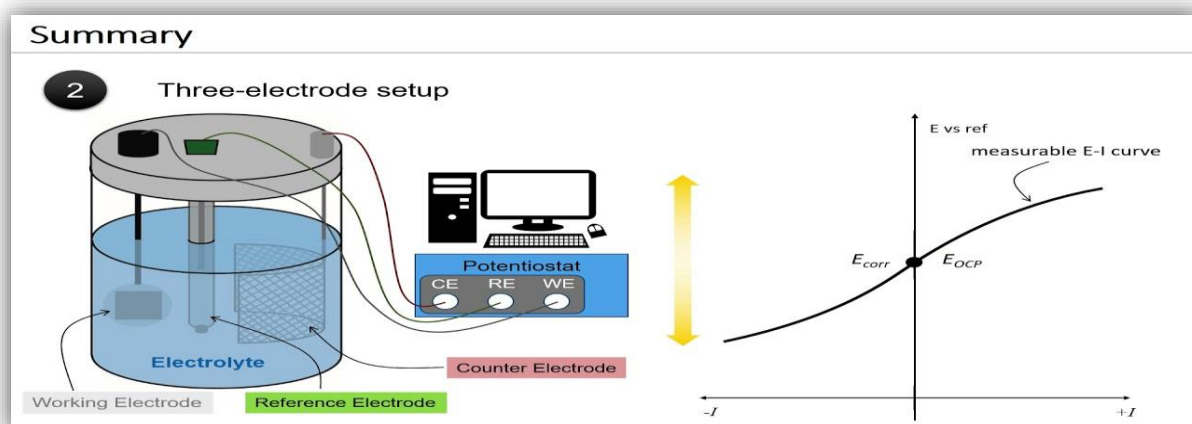 Summary
2
Three-electrode setup
E vs ref
measurable E-I curve
Potentiostat
CE RE WE
E_corr E_OCP
Electrolyte
Counter Electrode
Working Electrode
Reference Electrode
-I
+I